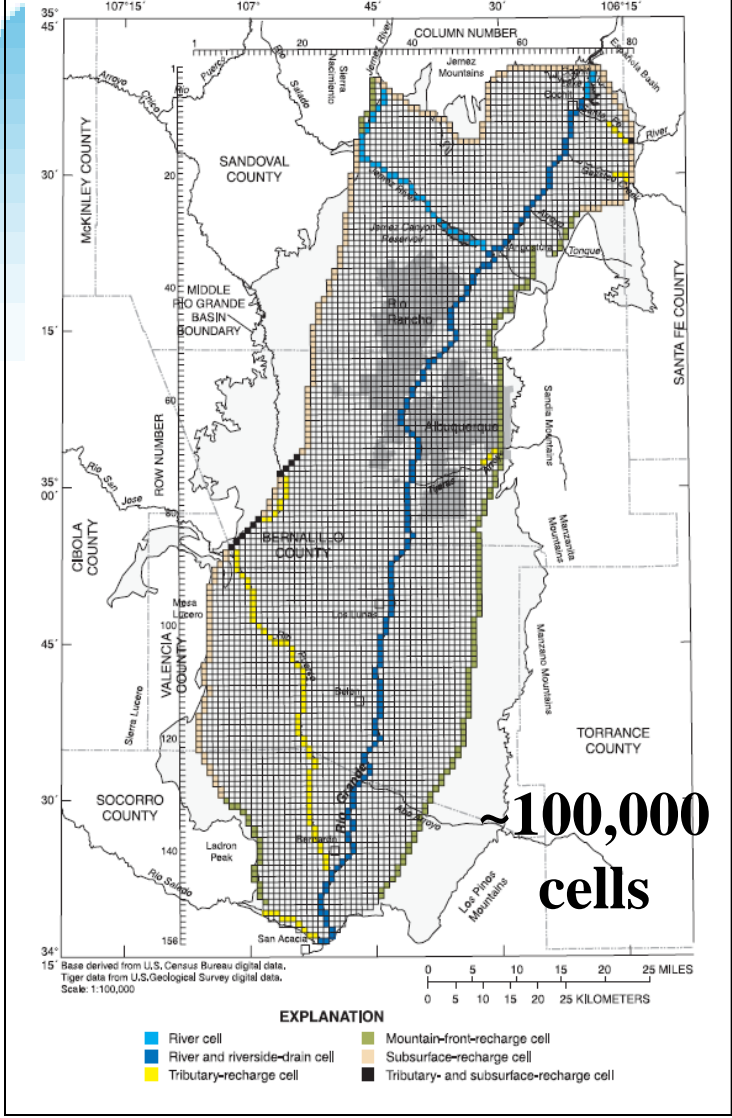 107°15´
107°
45´
30´
106°15´
35°
45´
COLUMN NUMBER
1
20
40
60
80
Jemez River
Rio
Puerco
Rio
Salado
Sierra
Nacimiento
Jemez
Mountains
Española Basin
Arroyo
Chico
Rio
1
River
McKINLEY COUNTY
SANDOVAL
COUNTY
30´
20
Jemez River
Jemez Canyon
Reservoir
Arroyo
Angostura
Tonque
MIDDLE
RIO GRANDE
BASIN
BOUNDARY
40
Rio
Rancho
SANTA FE COUNTY
15´
60
ROW NUMBER
Albuquerque
Sandia Mountains
Rio San
Jose
35°
00´
Tijeras
Arroyo
80
BERNALILLO
COUNTY
CIBOLA
COUNTY
Manzanita
Mountains
Mesa
Lucero
Los Lunas
100
Rio Puerco
45´
VALENCIA
COUNTY
Manzano Mountains
Belen
Sierra Lucero
120
TORRANCE
COUNTY
Rio Grande
30´
SOCORRO
COUNTY
Abo Arroyo
~100,000
cells
Bernardo
140
Ladron
Peak
Rio Salado
Los Pinos
Mountains
San Acacia
156
34°
15´
Base derived from U.S. Census Bureau digital data,
Tiger data from U.S.Geological Survey digital data.
Scale: 1:100,000
0 5 10 15 20 25 MILES
0 5 10 15 20 25 KILOMETERS
EXPLANATION
River cell
River and riverside-drain cell
Tributary-recharge cell
Mountain-front-recharge cell
Subsurface-recharge cell
Tributary- and subsurface-recharge cell